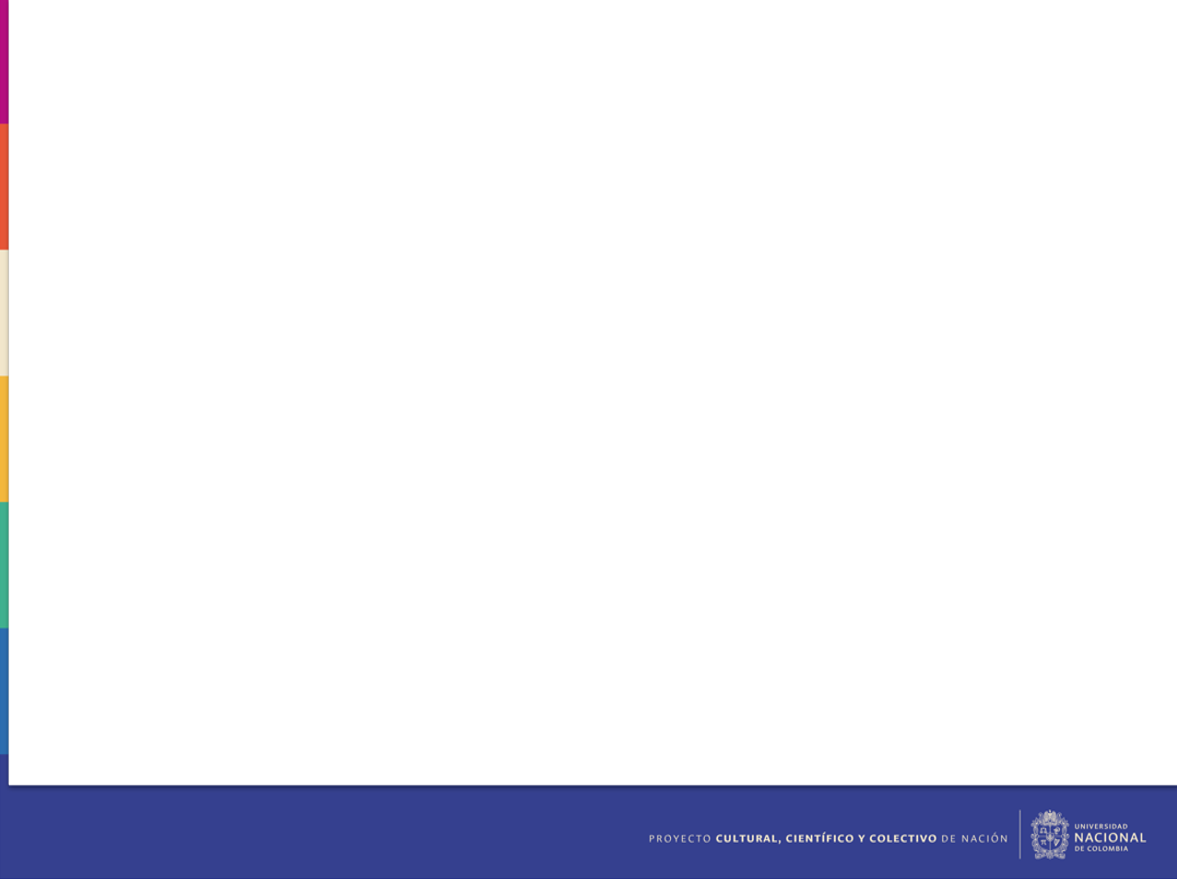 PROYECTO CULTURAL, CIENTÍFICO Y COLECTIVO DE NACIÓN
UNIVERSIDAD
NACIONAL
DE COLOMBIA